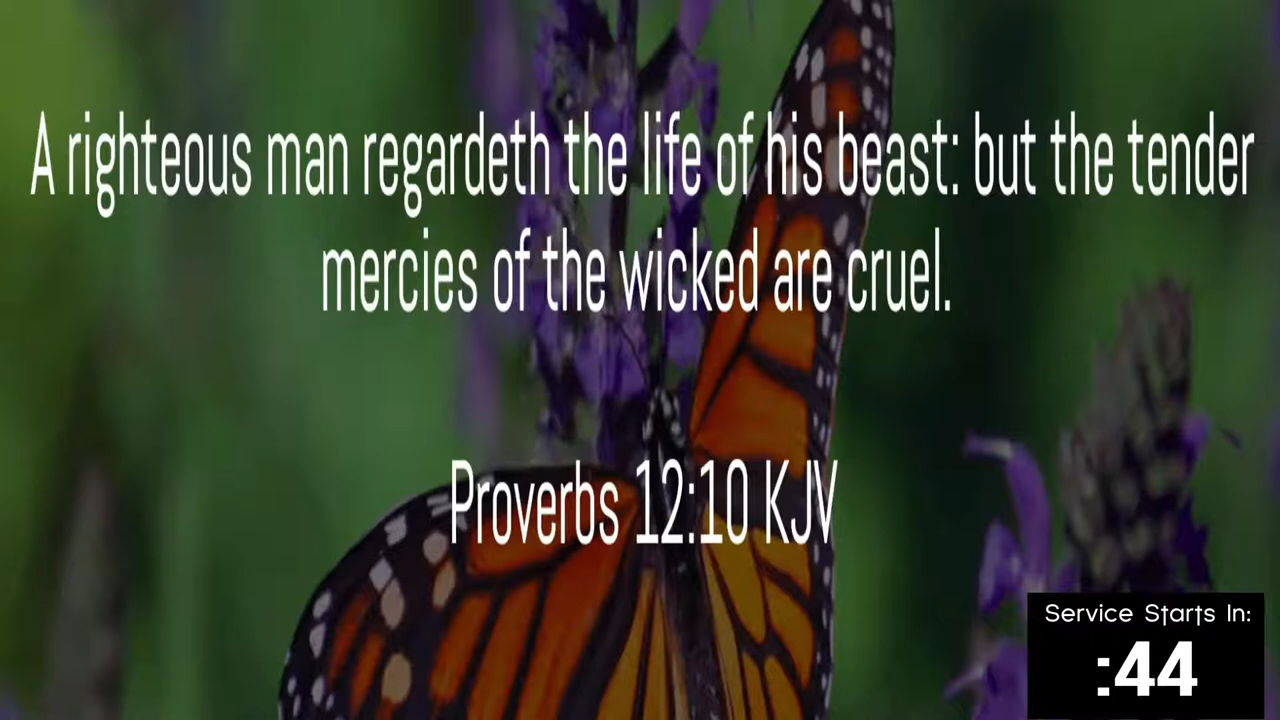 A righteous man regardeth the life of his beast: but the tender
mercies of the wicked are cruel.
Proverbs 12:10 KJV
Service Starts In:
:44